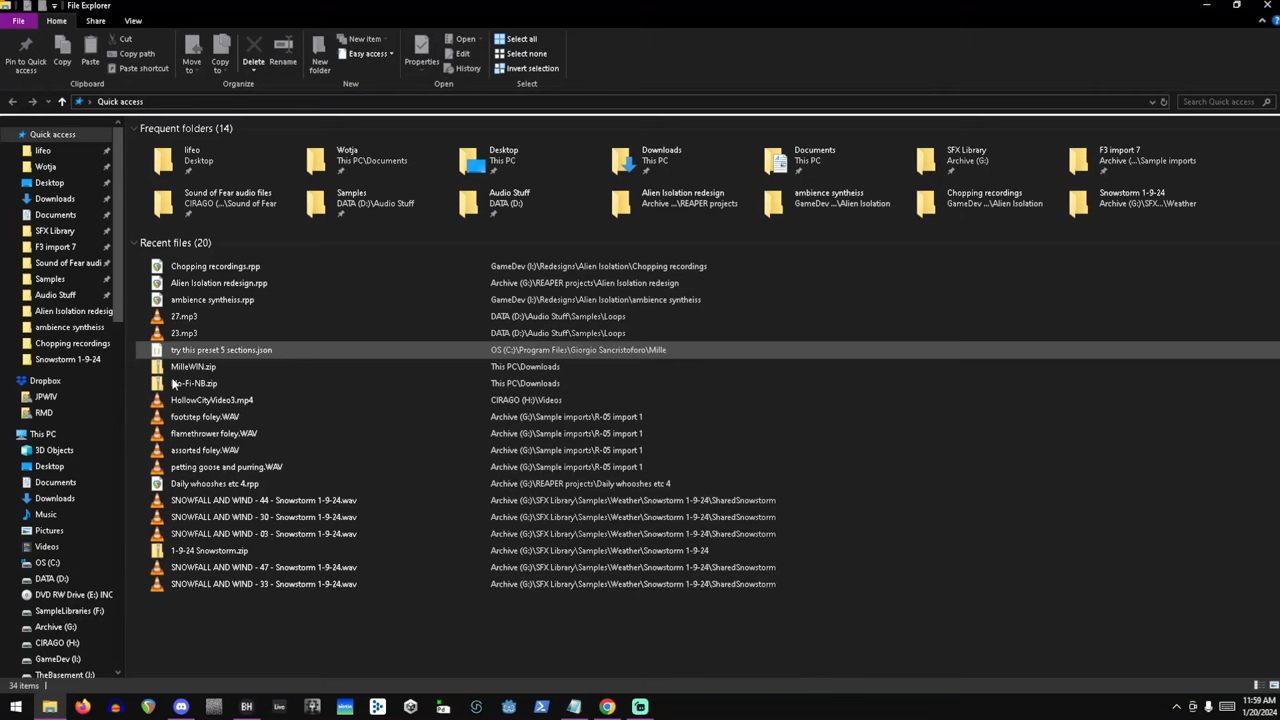 File Explorer
File Home Share View
Pin to Quick access
Copy
Paste
Cut
Copy path
Paste shortcut
Clipboard
Move to
Copy to
Delete
Rename
Organize
New folder
New item
Easy access
New
Properties
Open
Edit
History
Open
Select all
Select none
Invert selection
Select
Quick access
Search Quick access
Quick access
lifeo
Wotja
Desktop
Downloads
Documents
SFX Library
F3 import 7
Sound of Fear audi
Samples
Audio Stuff
Alien Isolation redesig
ambience syntheiss
Chopping recordings
Snowstorm 1-9-24
Dropbox
JPWIV
RMD
This PC
3D Objects
Desktop
Documents
Downloads
Music
Pictures
Videos
OS (C:)
DATA (D:)
DVD RW Drive (E:) INC
SampleLibraries (F:)
Archive (G:)
CIRAGO (H:)
GameDev (I:)
TheBasement (J:)
Frequent folders (14)
lifeo
Desktop
Wotja
This PC\Documents
Desktop
This PC
Downloads
This PC
Documents
This PC
SFX Library
Archive (G:)
F3 import 7
Archive (...\Sample imports
Sound of Fear audio files
CIRAGO (H:)...\Sound of Fear
Samples
DATA (D:)\Audio Stuff
Audio Stuff
DATA (D:)
Alien Isolation redesign
Archive ...\REAPER projects
ambience syntheiss
GameDev ...\Alien Isolation
Chopping recordings
GameDev ...\Alien Isolation
Snowstorm 1-9-24
Archive (G:)\SFX...\Weather
Recent files (20)
Chopping recordings.rpp GameDev (I:)\Redesigns\Alien Isolation\Chopping recordings
Alien Isolation redesign.rpp Archive (G:)\REAPER projects\Alien Isolation redesign
ambience syntheiss.rpp GameDev (I:)\Redesigns\Alien Isolation\ambience syntheiss
27.mp3 DATA (D:)\Audio Stuff\Samples\Loops
23.mp3 DATA (D:)\Audio Stuff\Samples\Loops
try this preset 5 sections.json OS (C:)\Program Files\Giorgio Sancristoforo\Mille
MilleWIN.zip This PC\Downloads
o-Fi-NB.zip This PC\Downloads
HollowCityVideo3.mp4 CIRAGO (H:)\Videos
footstep foley.WAV Archive (G:)\Sample imports\R-05 import 1
flamethrower foley.WAV Archive (G:)\Sample imports\R-05 import 1
assorted foley.WAV Archive (G:)\Sample imports\R-05 import 1
petting goose and purring.WAV Archive (G:)\Sample imports\R-05 import 1
Daily whooshes etc 4.rpp Archive (G:)\REAPER projects\Daily whooshes etc 4
SNOWFALL AND WIND - 44 - Snowstorm 1-9-24.wav Archive (G:)\SFX Library\Samples\Weather\Snowstorm 1-9-24\SharedSnowstorm
SNOWFALL AND WIND - 30 - Snowstorm 1-9-24.wav Archive (G:)\SFX Library\Samples\Weather\Snowstorm 1-9-24\SharedSnowstorm
SNOWFALL AND WIND - 03 - Snowstorm 1-9-24.wav Archive (G:)\SFX Library\Samples\Weather\Snowstorm 1-9-24\SharedSnowstorm
1-9-24 Snowstorm.zip Archive (G:)\SFX Library\Samples\Weather\Snowstorm 1-9-24
SNOWFALL AND WIND - 47 - Snowstorm 1-9-24.wav Archive (G:)\SFX Library\Samples\Weather\Snowstorm 1-9-24\SharedSnowstorm
SNOWFALL AND WIND - 33 - Snowstorm 1-9-24.wav Archive (G:)\SFX Library\Samples\Weather\Snowstorm 1-9-24\SharedSnowstorm
34 items
BH
Live
11:59 AM
1/20/2024